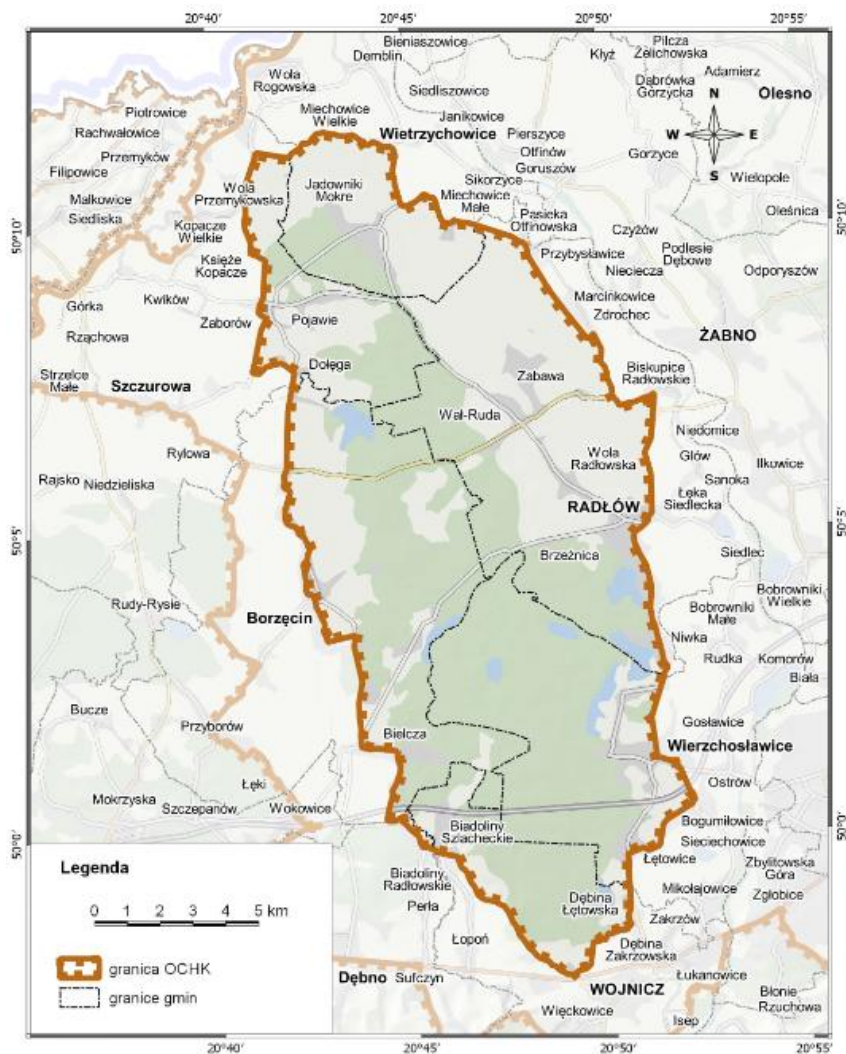 20°40'
20°45'
20°50'
20°55'
Bieniaszowice
Demblin
Kłyż
Pilcza
Żelichowska
Wola
Rogowska
Siedliszowice
Dąbrówka
Gorzycka
Adamierz
Olesno
N
W
E
S
Piotrowice
Miechowice
Wielkie
Janikowice
Rachwałowice
Wietrzychowice
Pierszyce
Przemyków
Otfinów
Goruszów
Gorzyce
Filipowice
Wielopole
Wola
Przemykowska
Jadowniki
Mokre
Sikorzyce
Malkowice
Siedliska
Miechowice
Małe
Pasieka
Otfinowska
Oleśnica
50°10'
50°10'
Kopacze
Wielkie
Czyżów
Księże
Kopacze
Przybysławice
Podlesie
Dębowe
Nieciecza
Odporyszów
Kwików
Górka
Marcinkowice
Zdrochec
Zaborów
Pojawie
Rząchowa
ŻABNO
Strzelce
Małe
Dołęga
Szczurowa
Zabawa
Biskupice
Radłowskie
Wał-Ruda
Niedomice
Rylowa
Wola
Radłowska
Glów
Ilkowice
Rajsko
Niedzieliska
Sanoka
RADŁÓW
Łęka
Siedlecka
50°5'
50°5'
Brzeźnica
Siedlec
Rudy-Rysie
Bobrowniki
Wielkie
Bobrowniki
Małe
Borzęcin
Niwka
Rudka
Komorów
Biała
Bucze
Przyborów
Gosławice
Bielcza
Wierzchosławice
Łęki
Ostrów
Mokrzyska
Szczepanów
Wokowice
50°0'
50°0'
Bogumiłowice
Biadoliny
Szlacheckie
Sieciechowice
Łętowice
Zbylitowska
Góra
Legenda
Biadoliny
Radłowskie
Mikołajowice
Zgłobice
Perła
Dębina
Łętowska
Zakrzów
0 1 2 3 4 5 km
Łopoń
Dębina
Zakrzowska
granica OCHK
Dębno
Sufczyn
Łukanowice
WOJNICZ
Błonie
Rzuchowa
granice gmin
Więckowice
Isep
20°40'
20°45'
20°50'
20°55'